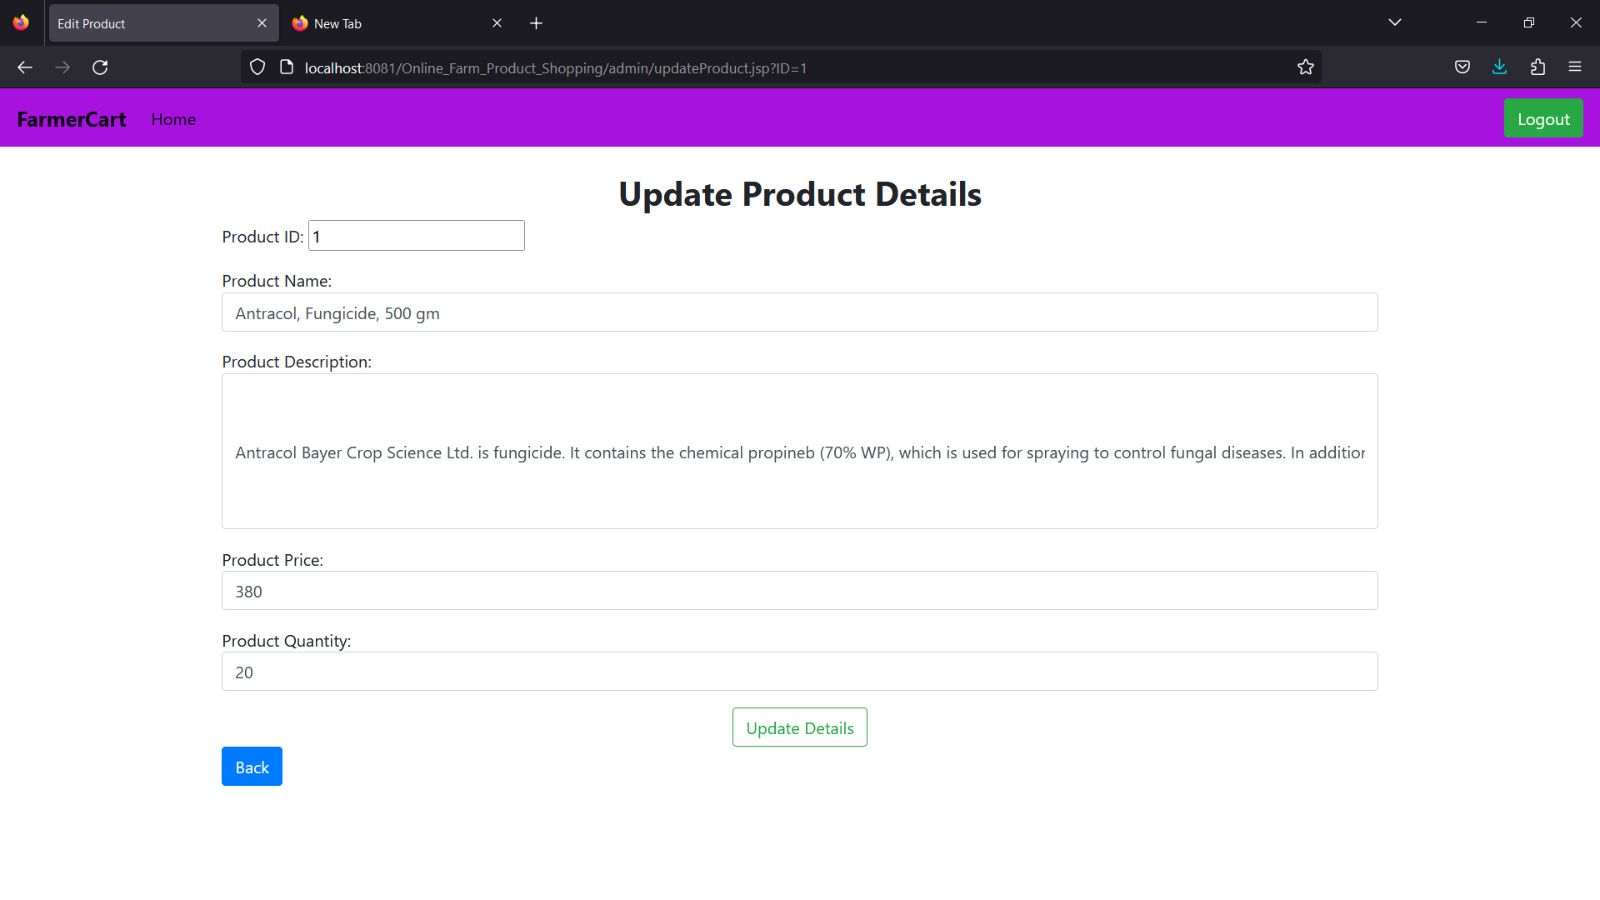 Edit Product
New Tab
localhost:8081/Online_Farm_Product_Shopping/admin/updateProduct.jsp?ID=1
FarmerCart
Home
Logout
Update Product Details
Product ID: 1
Product Name:
Antracol, Fungicide, 500 gm
Product Description:
Antracol Bayer Crop Science Ltd. is fungicide. It contains the chemical propineb (70% WP), which is used for spraying to control fungal diseases. In addition
Product Price:
380
Product Quantity:
20
Update Details
Back